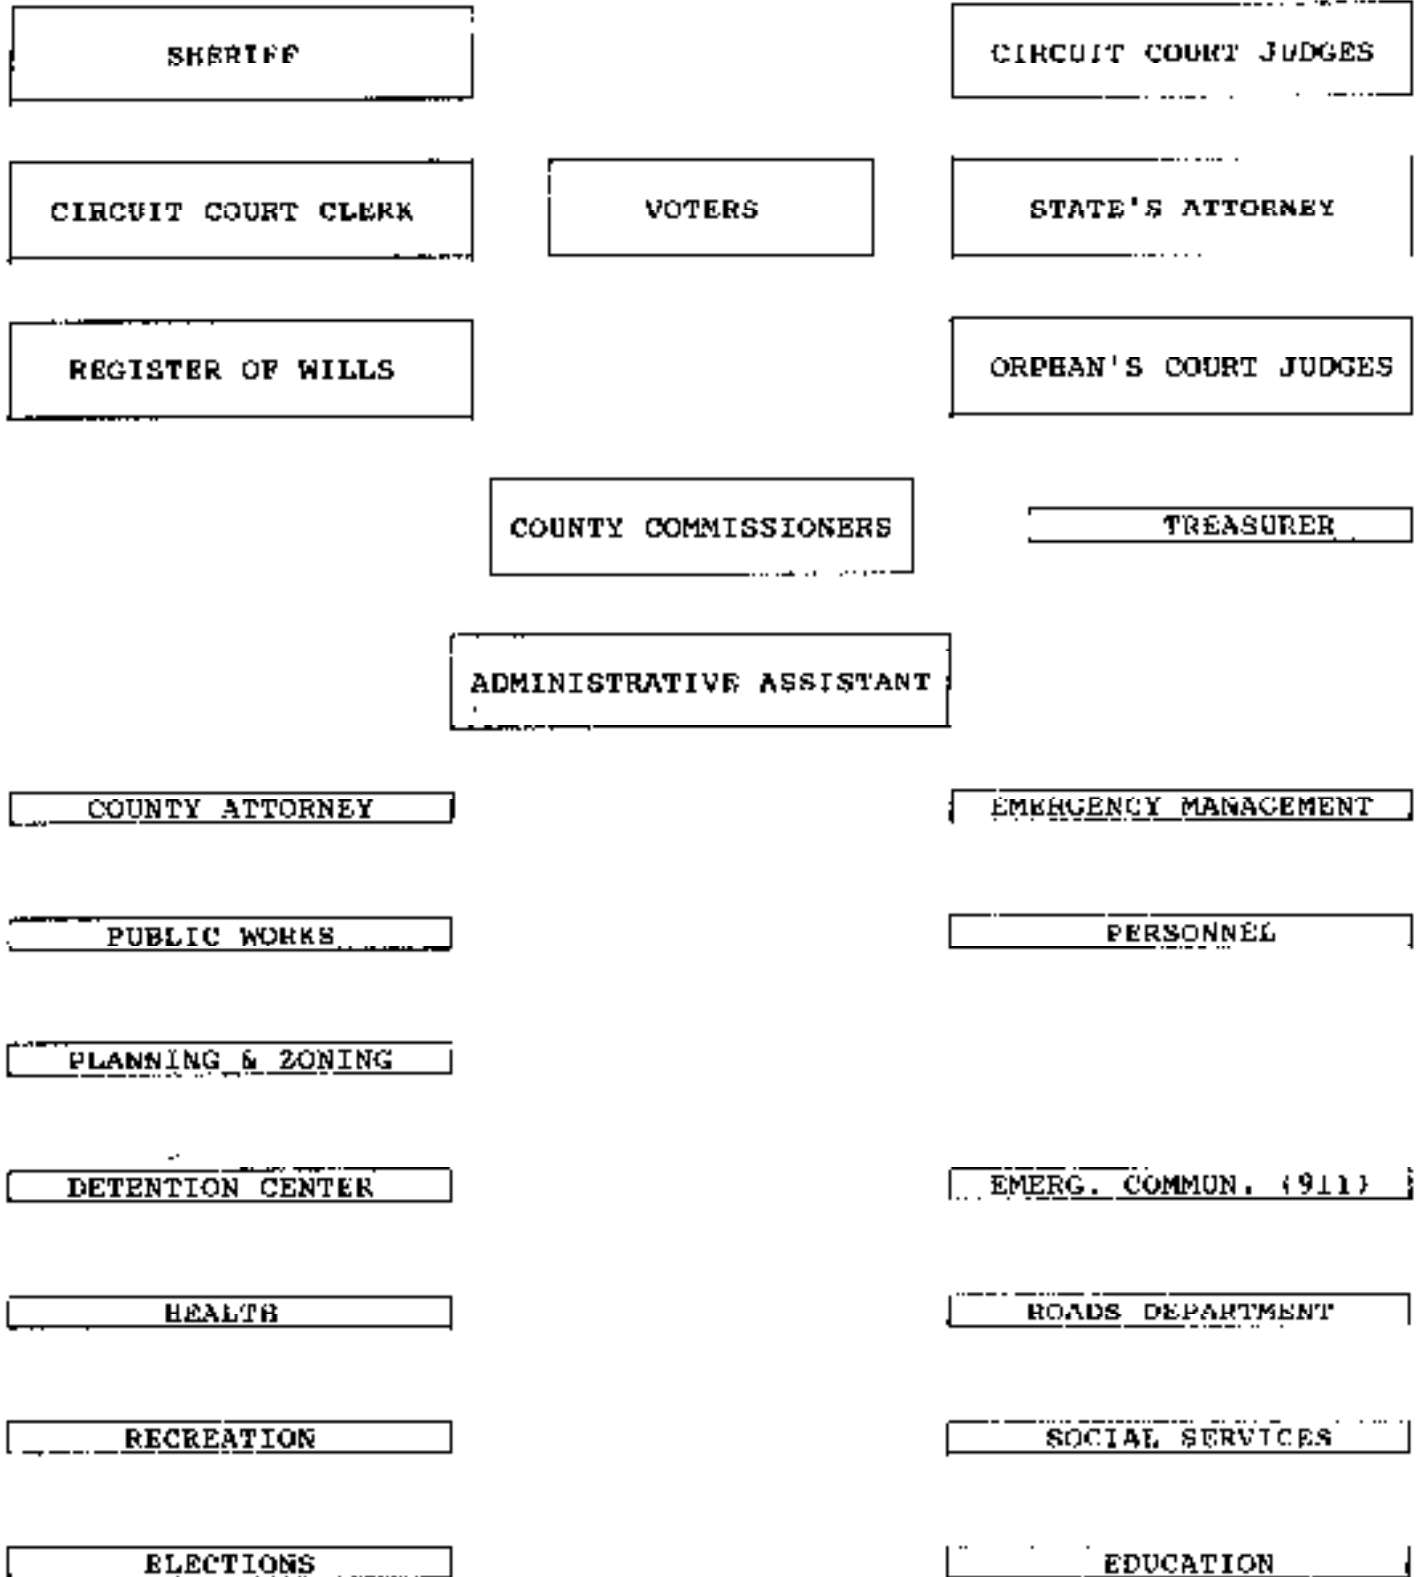 SHERIFF
CIRCUIT COURT JUDGES
CIRCUIT COURT CLERK
VOTERS
STATE'S ATTORNEY
REGISTER OF WILLS
ORPHAN'S COURT JUDGES
COUNTY COMMISSIONERS
TREASURER
ADMINISTRATIVE ASSISTANT
COUNTY ATTORNEY
EMERGENCY MANAGEMENT
PUBLIC WORKS
PERSONNEL
PLANNING & ZONING
DETENTION CENTER
EMERG. COMMUN. (911)
HEALTH
ROADS DEPARTMENT
RECREATION
SOCIAL SERVICES
ELECTIONS
EDUCATION